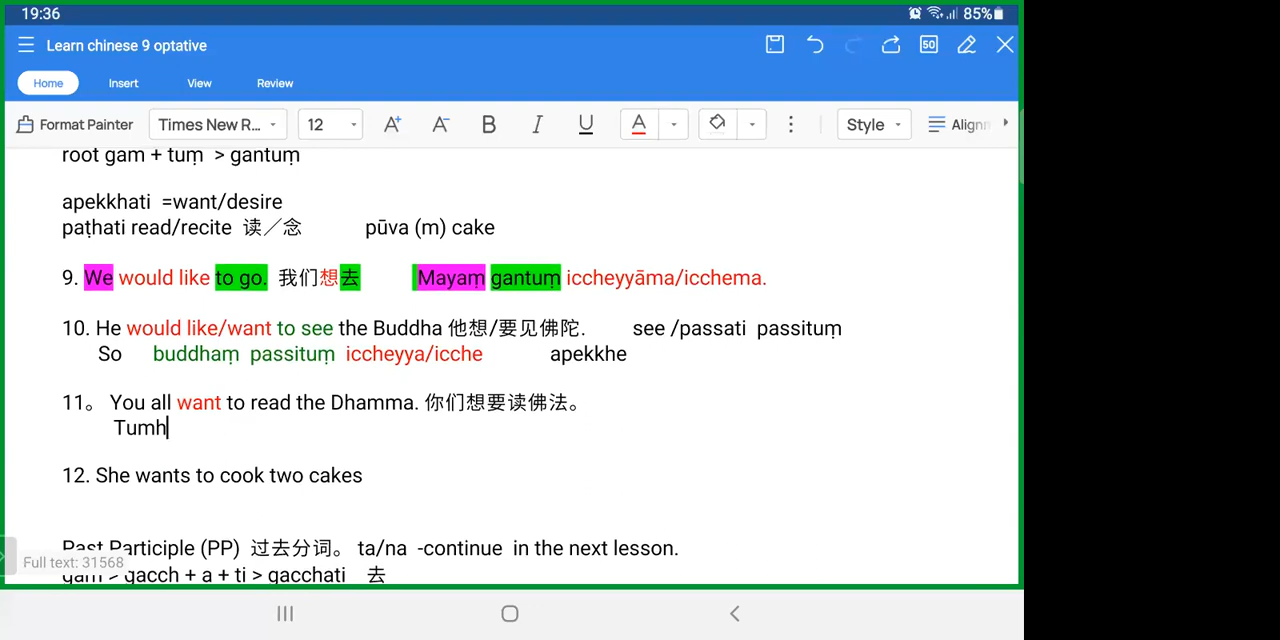 19:36 85%
Learn chinese 9 optative 50
Home Insert View Review
Format Painter Times New R... 12 A+ A- B I U A Style Align
root gam + tuṃ > gantuṃ
apekkhati =want/desire
paṭhati read/recite 读／念 pūva (m) cake
9. We would like to go. 我们想去 Mayaṃ gantuṃ iccheyyāma/icchema.
10. He would like/want to see the Buddha 他想/要见佛陀. see /passati passituṃ
So buddhaṃ passituṃ iccheyya/icche apekkhe
11。 You all want to read the Dhamma. 你们想要读佛法。
Tumh
12. She wants to cook two cakes
Past Participle (PP) 过去分词。 ta/na -continue in the next lesson.
Full text: 31568
gam > gacch + a + ti > gacchati 去